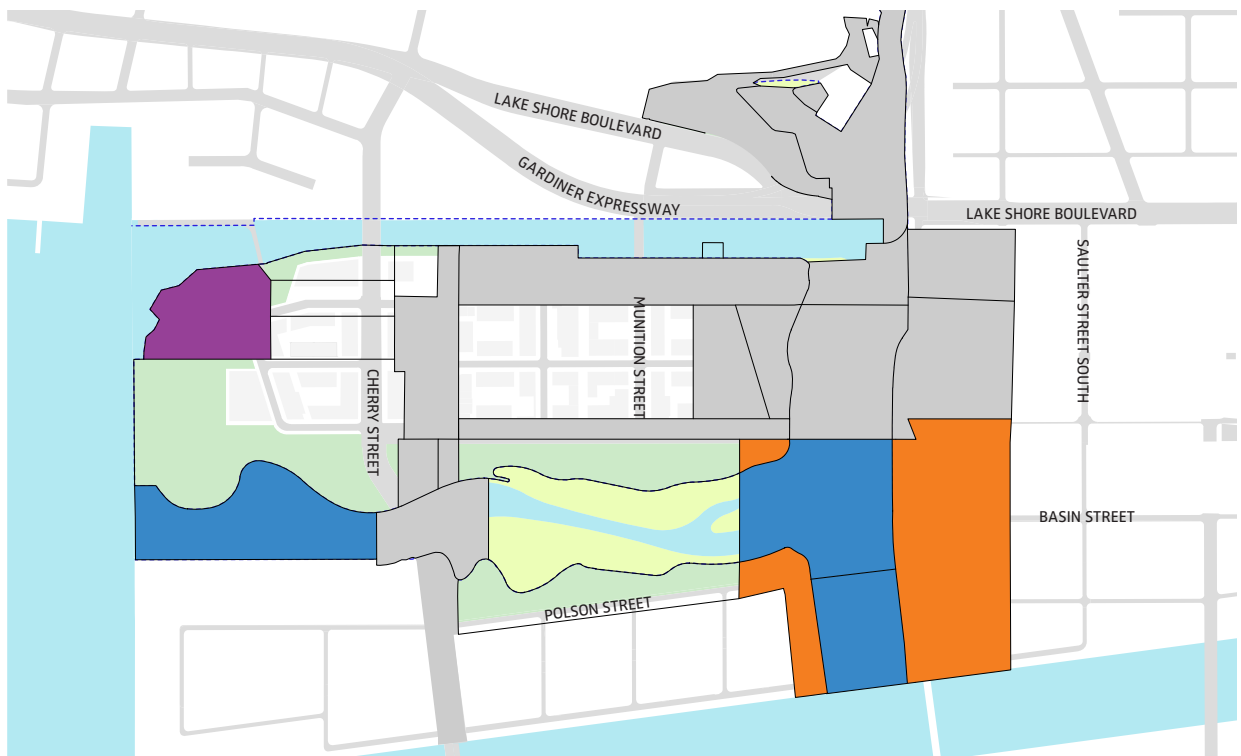 LAKE SHORE BOULEVARD
GARDINER EXPRESSWAY
LAKE SHORE BOULEVARD
SAULTER STREET SOUTH
MUNITION STREET
CHERRY STREET
BASIN STREET
POLSON STREET